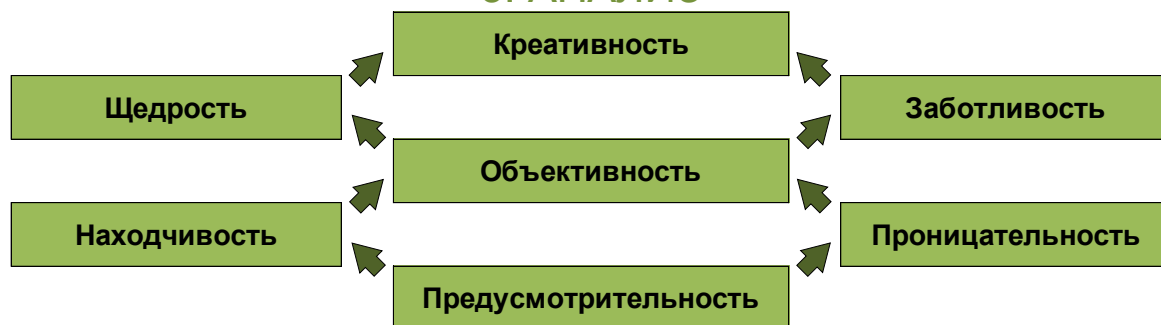 Креативность
Щедрость
Заботливость
Объективность
Находчивость
Проницательность
Предусмотрительность